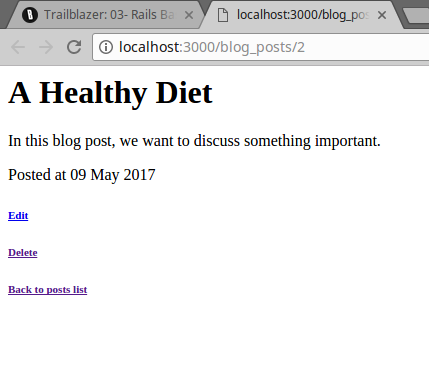 Trailblazer: 03- Rails Ba
localhost:3000/blog_pos
localhost:3000/blog_posts/2
A Healthy Diet
In this blog post, we want to discuss something important.
Posted at 09 May 2017
Edit
Delete
Back to posts list